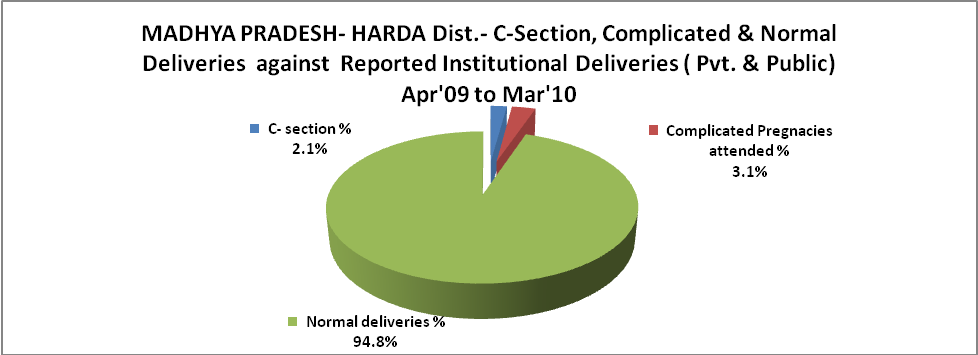 MADHYA PRADESH- HARDA Dist.- C-Section, Complicated & Normal
Deliveries against Reported Institutional Deliveries ( Pvt. & Public)
Apr'09 to Mar'10
C- section %
2.1%
Complicated Pregnacies
attended %
3.1%
Normal deliveries %
94.8%